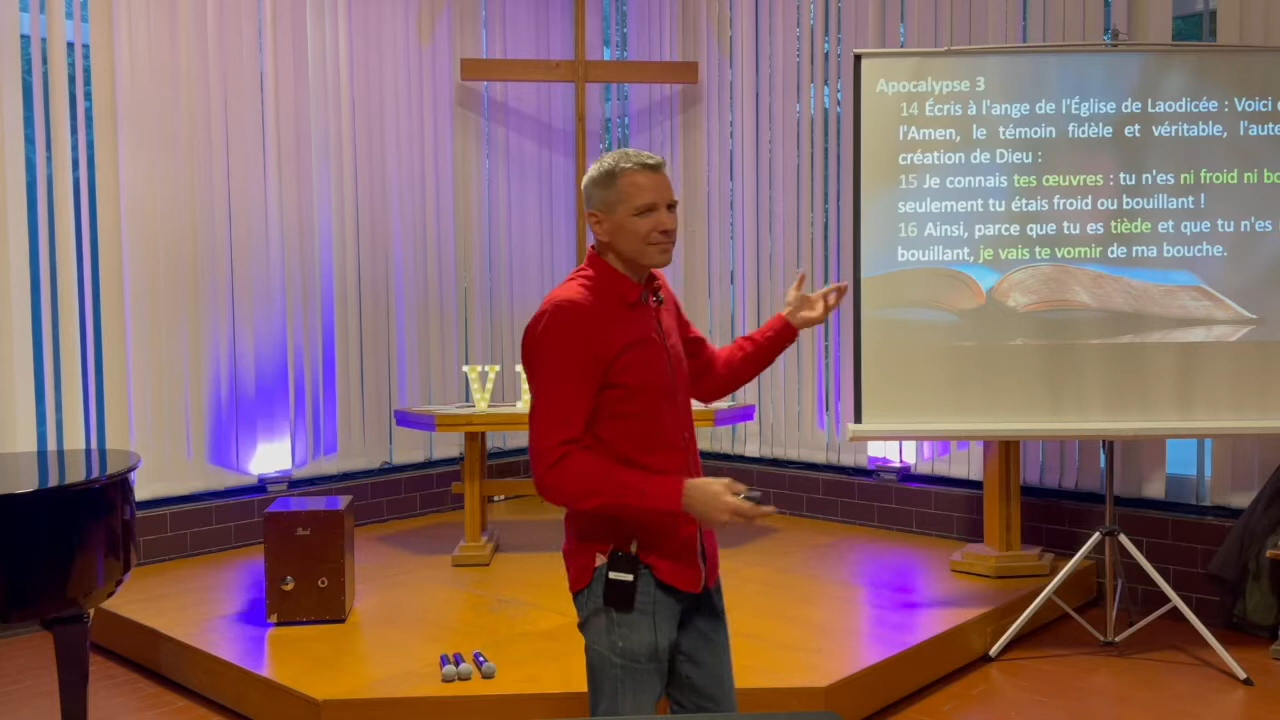 Apocalypse 3
14 Écris à l'ange de l'Église de Laodicée : Voici
l'Amen, le témoin fidèle et véritable,
création de Dieu :
15 Je connais tes œuvres : tu n'es ni froid ni
seulement tu étais froid ou bouillant !
16 Ainsi, parce que tu es tiède et que tu n'es
bouillant, je vais te vomir de ma bouche.
Pearl